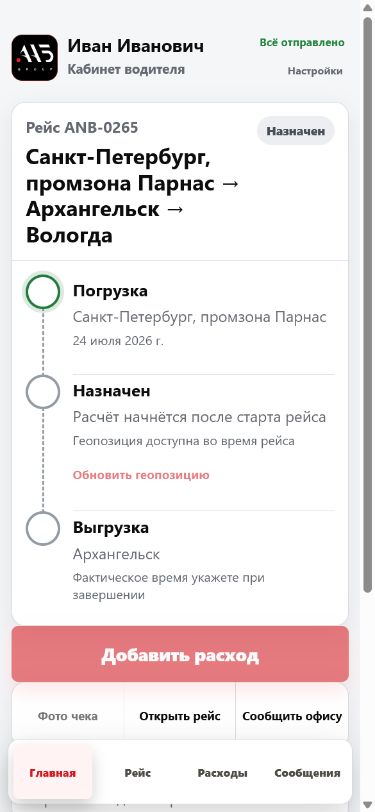 ANB
GROUP
Иван Иванович
Кабинет водителя
Всё отправлено
Настройки
Рейс ANB-0265
Назначен
Санкт-Петербург,
промзона Парнас →
Архангельск →
Вологда
Погрузка
Санкт-Петербург, промзона Парнас
24 июля 2026 г.
Назначен
Расчёт начнётся после старта рейса
Геопозиция доступна во время рейса
Обновить геопозицию
Выгрузка
Архангельск
Фактическое время укажете при
завершении
Добавить расход
Фото чека
Открыть рейс
Сообщить офису
Главная
Рейс
Расходы
Сообщения